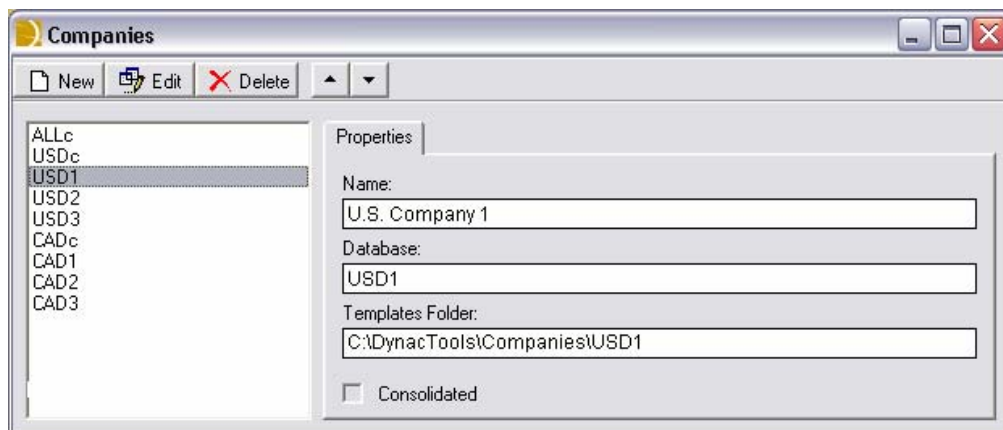 Companies
New Edit Delete
ALLc
USDc
USD1
USD2
USD3
CADc
CAD1
CAD2
CAD3
Properties
Name:
U.S. Company 1
Database:
USD1
Templates Folder:
C:\DynacTools\Companies\USD1
Consolidated